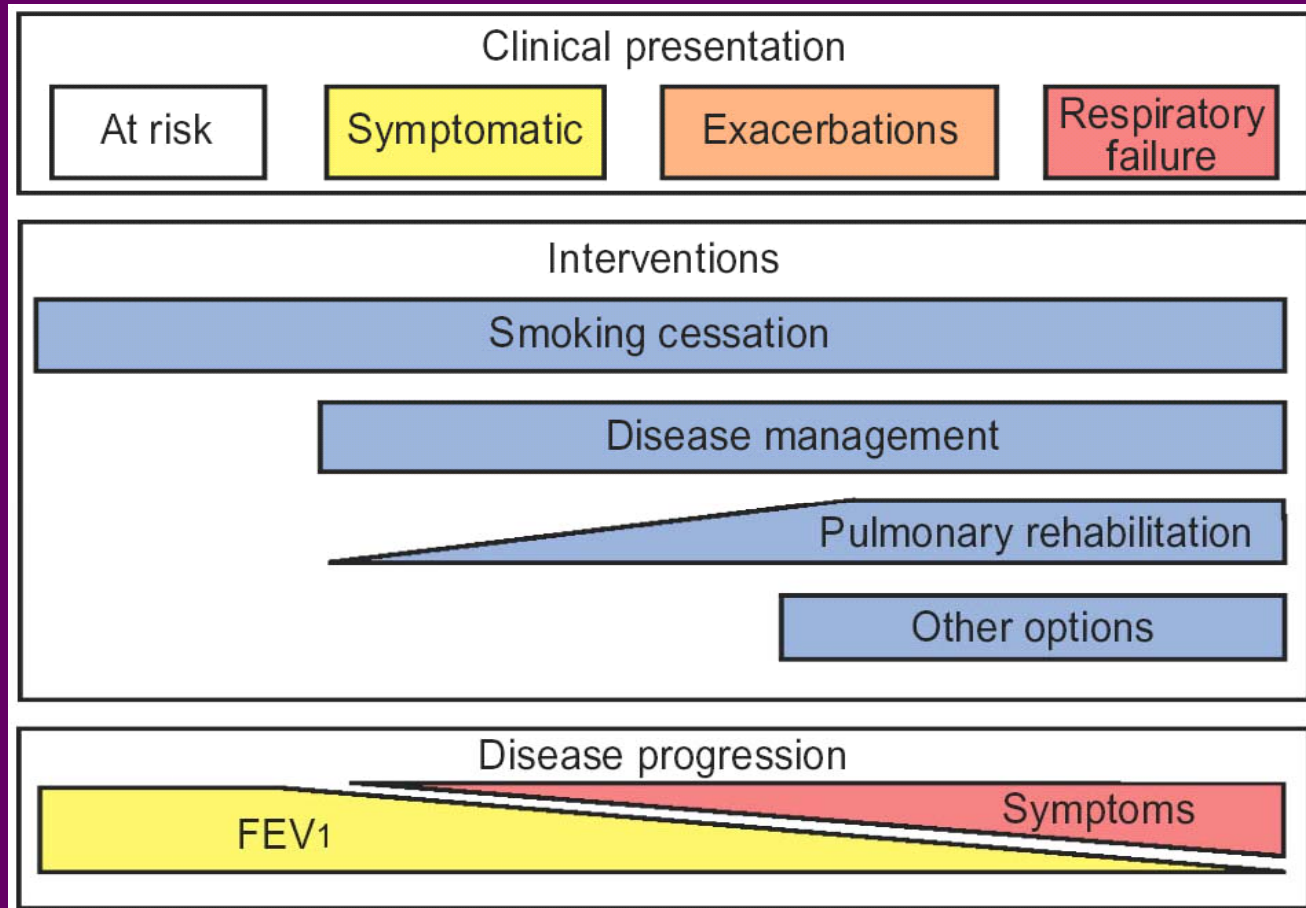 Clinical presentation
At risk
Symptomatic
Exacerbations
Respiratory
failure
Interventions
Smoking cessation
Disease management
Pulmonary rehabilitation
Other options
Disease progression
Symptoms
FEV1